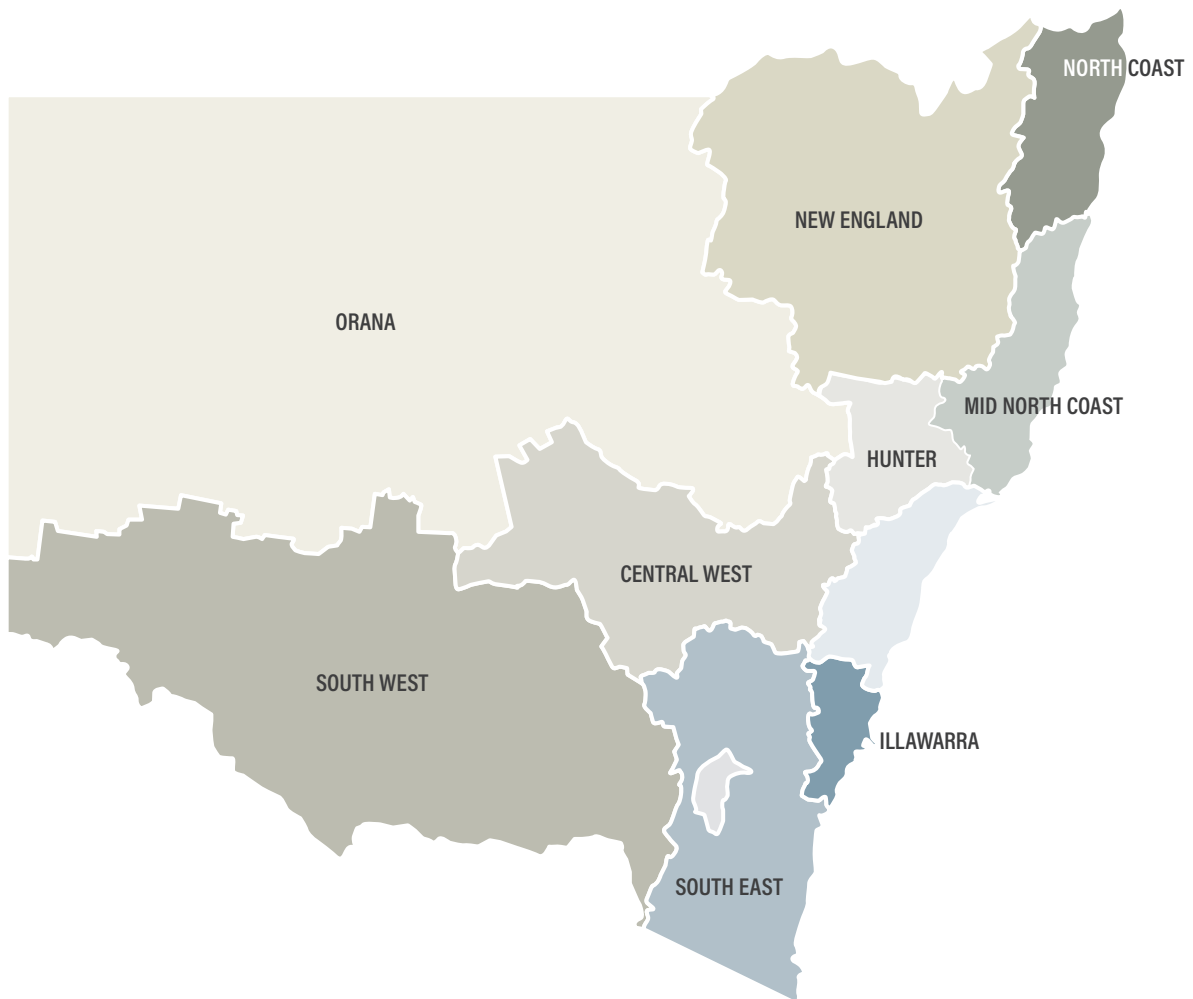 NORTH COAST
NEW ENGLAND
ORANA
MID NORTH COAST
HUNTER
CENTRAL WEST
SOUTH WEST
ILLAWARRA
SOUTH EAST